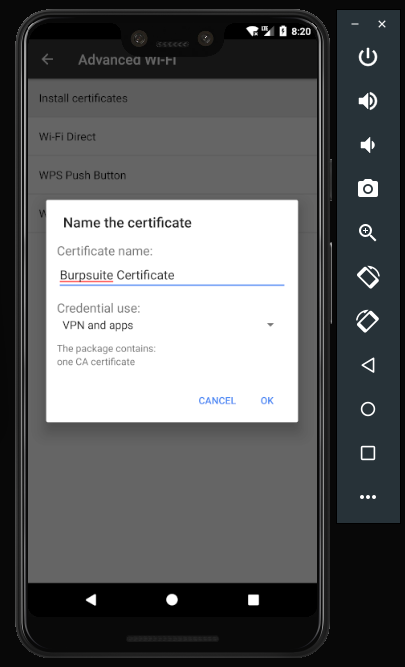 LTE 8:20
Advanced Wi-Fi
Install certificates
Wi-Fi Direct
WPS Push Button
W
Name the certificate
Certificate name:
Burpsuite Certificate
Credential use:
VPN and apps
The package contains:
one CA certificate
CANCEL OK